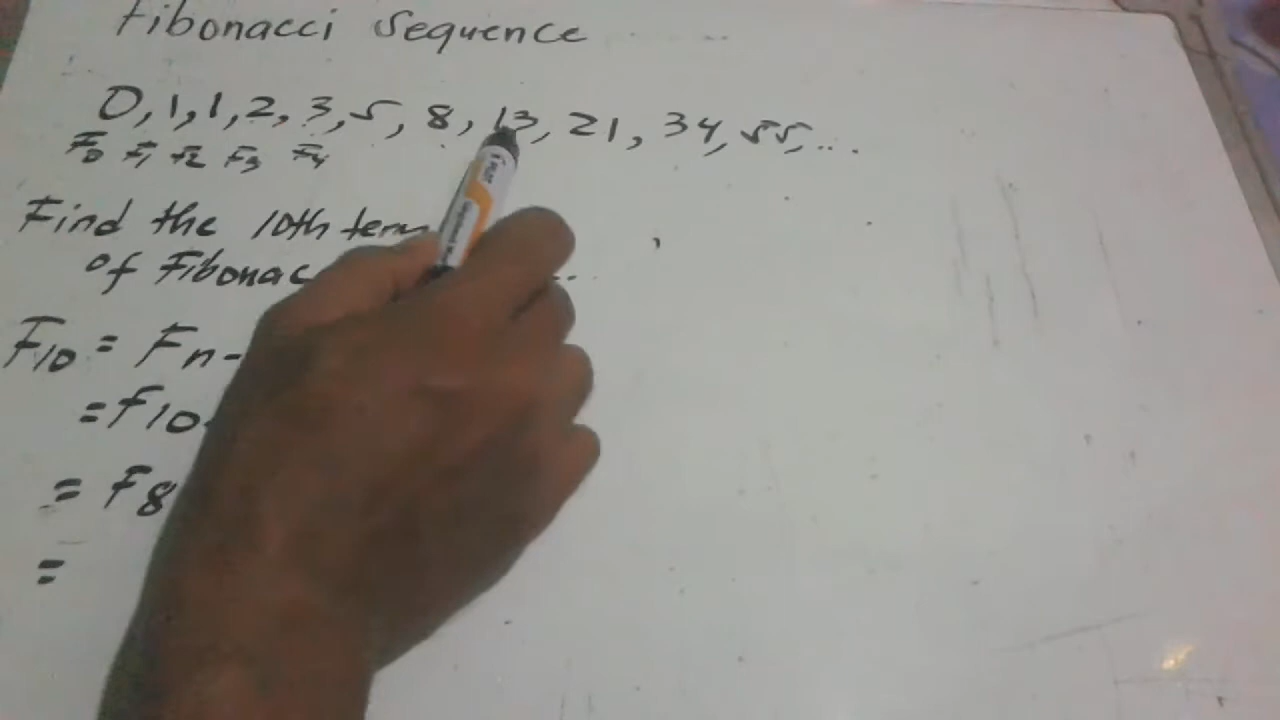 Fibonacci Sequence
0, 1, 1, 2, 3, 5, 8, 13, 21, 34, 55, ...
F0 F1 F2 F3 F4
Find the 10th term
of Fibonac
F10 = Fn-
= F10
= F8
=